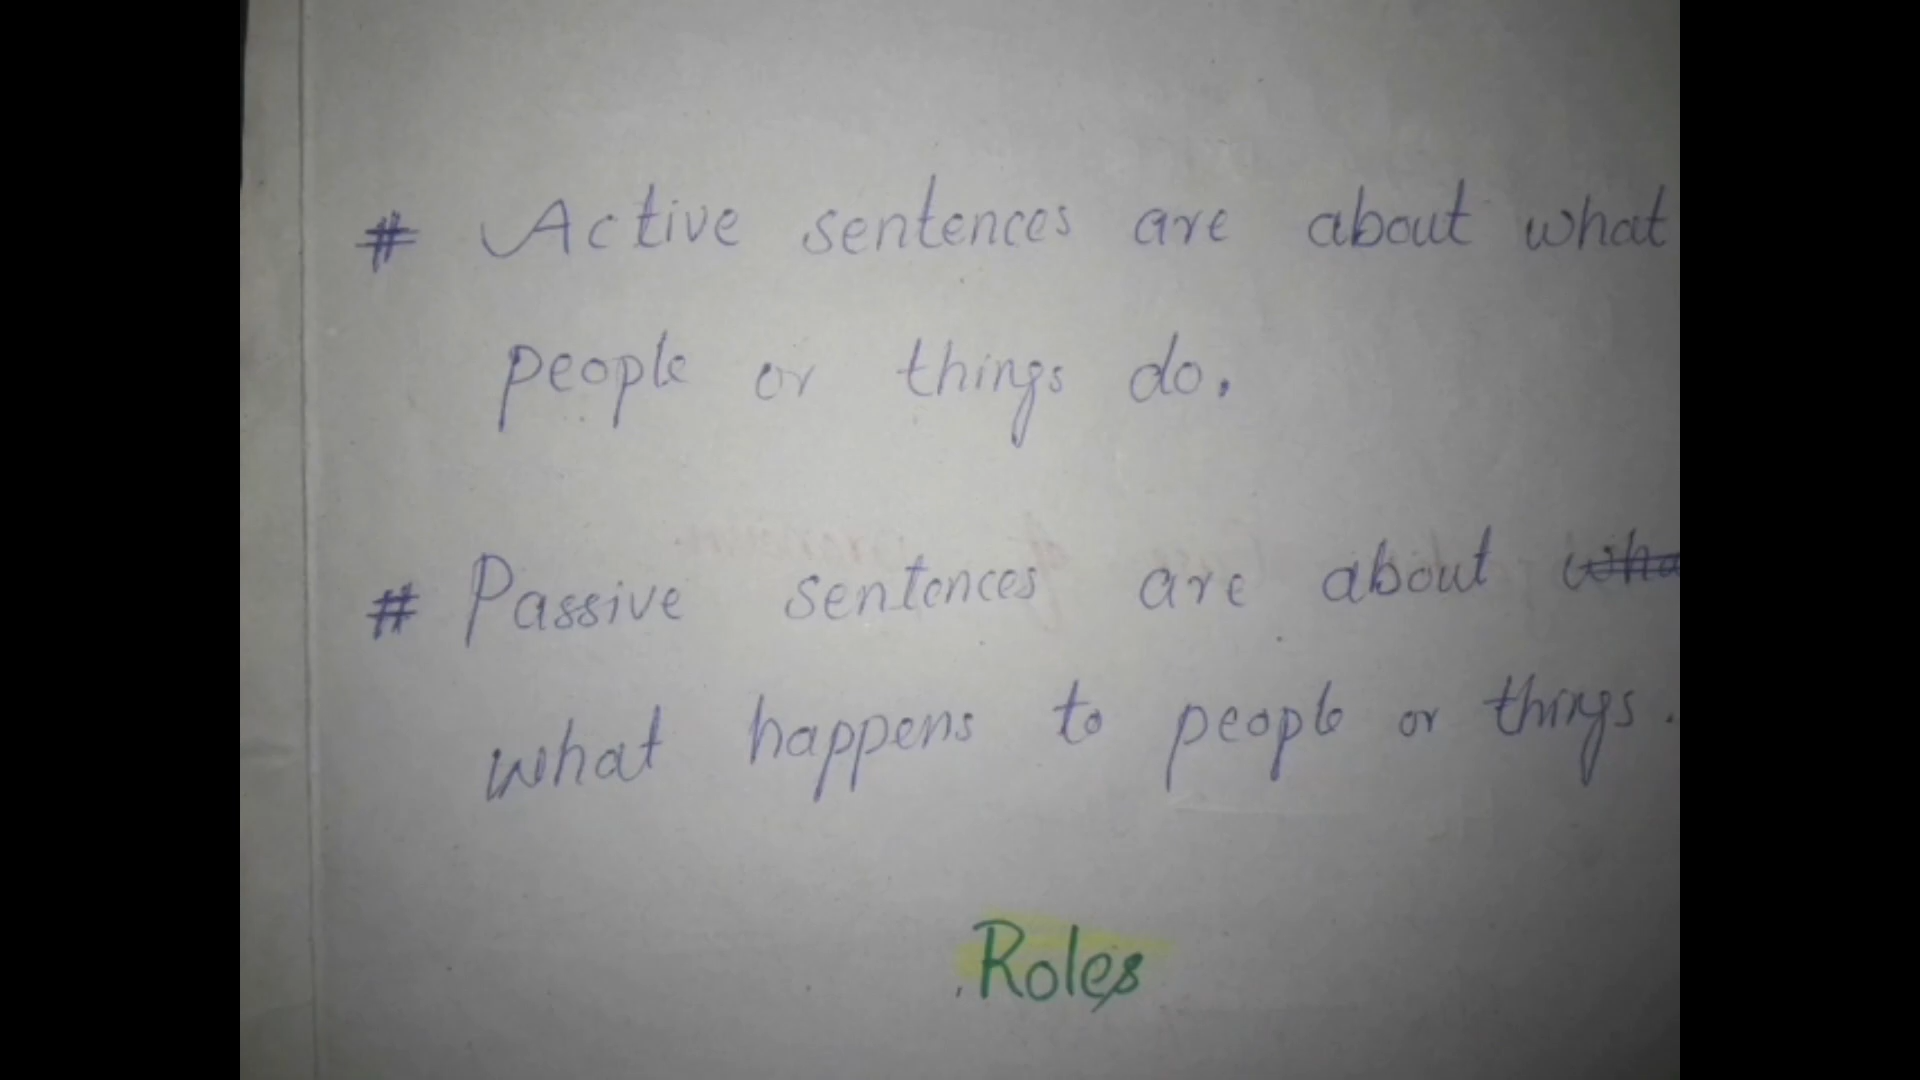 # Active sentences are about what
people or things do.
# Passive sentences are about wha
what happens to people or things.
Roles